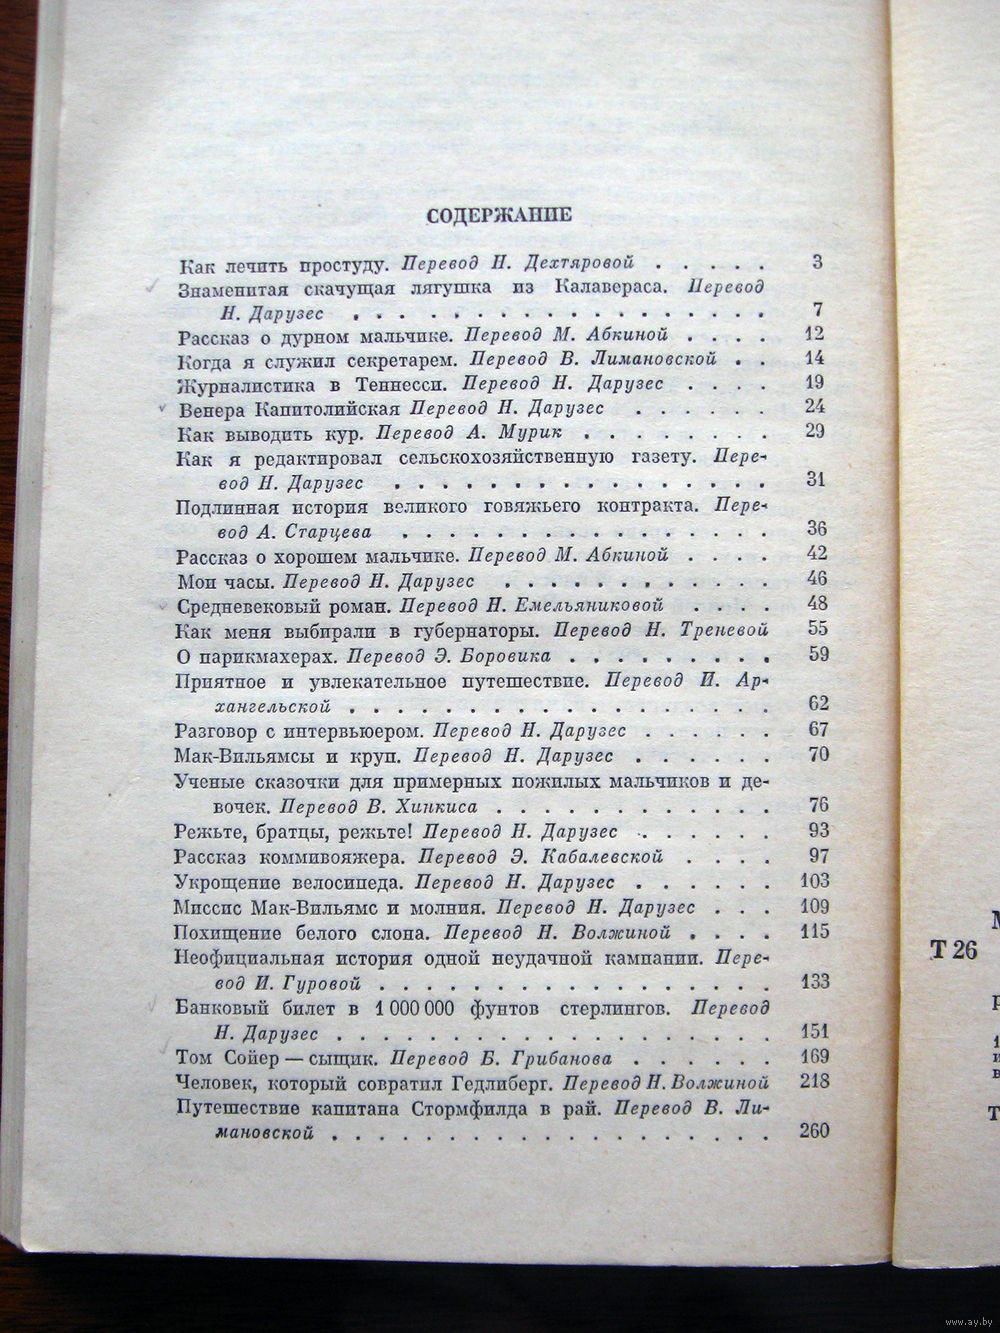 СОДЕРЖАНИЕ
Как лечить простуду. Перевод Н. Дехтяровой . . . . . 3
Знаменитая скачущая лягушка из Калавераса. Перевод
Н. Дарузес . . . . . . . . . . . . . . . . . 7
Рассказ о дурном мальчике. Перевод М. Абкиной . . . . 12
Когда я служил секретарем. Перевод В. Лимановской . . 14
Журналистика в Теннесси. Перевод Н. Дарузес . . . . 19
Венера Капитолийская Перевод Н. Дарузес . . . . . . 24
Как выводить кур. Перевод А. Мурик . . . . . . . . 29
Как я редактировал сельскохозяйственную газету. Пере-
вод Н. Дарузес . . . . . . . . . . . . . . . 31
Подлинная история великого говяжьего контракта. Пере-
вод А. Старцева . . . . . . . . . . . . . . . 36
Рассказ о хорошем мальчике. Перевод М. Абкиной . . . . 42
Мои часы. Перевод Н. Дарузес . . . . . . . . . . . 46
Средневековый роман. Перевод Н. Емельяниковой . . . . 48
Как меня выбирали в губернаторы. Перевод Н. Треневой 55
О парикмахерах. Перевод Э. Боровика . . . . . . . . . 59
Приятное и увлекательное путешествие. Перевод И. Ар-
хангельской . . . . . . . . . . . . . . . . . 62
Разговор с интервьюером. Перевод Н. Дарузес . . . . . . 67
Мак-Вильямсы и круп. Перевод Н. Дарузес . . . . . . 70
Ученые сказочки для примерных пожилых мальчиков и де-
вочек. Перевод В. Хинкиса . . . . . . . . . . . . 76
Режьте, братцы, режьте! Перевод Н. Дарузес . . . . . . 93
Рассказ коммивояжера. Перевод Э. Кабалевской . . . . 97
Укрощение велосипеда. Перевод Н. Дарузес . . . . . . 103
Миссис Мак-Вильямс и молния. Перевод Н. Дарузес . . . 109
Похищение белого слона. Перевод Н. Волжиной . . . . 115
Неофициальная история одной неудачной кампании. Пере-
вод И. Гуровой . . . . . . . . . . . . . . . . 133
Банковый билет в 1 000 000 фунтов стерлингов. Перевод
Н. Дарузес . . . . . . . . . . . . . . . . . . 151
Том Сойер — сыщик. Перевод Б. Грибанова . . . . . . 169
Человек, который совратил Гедлиберг. Перевод Н. Волжиной 218
Путешествие капитана Стормфилда в рай. Перевод В. Ли-
мановской . . . . . . . . . . . . . . . . . . 260
Т 26
www.ay.by